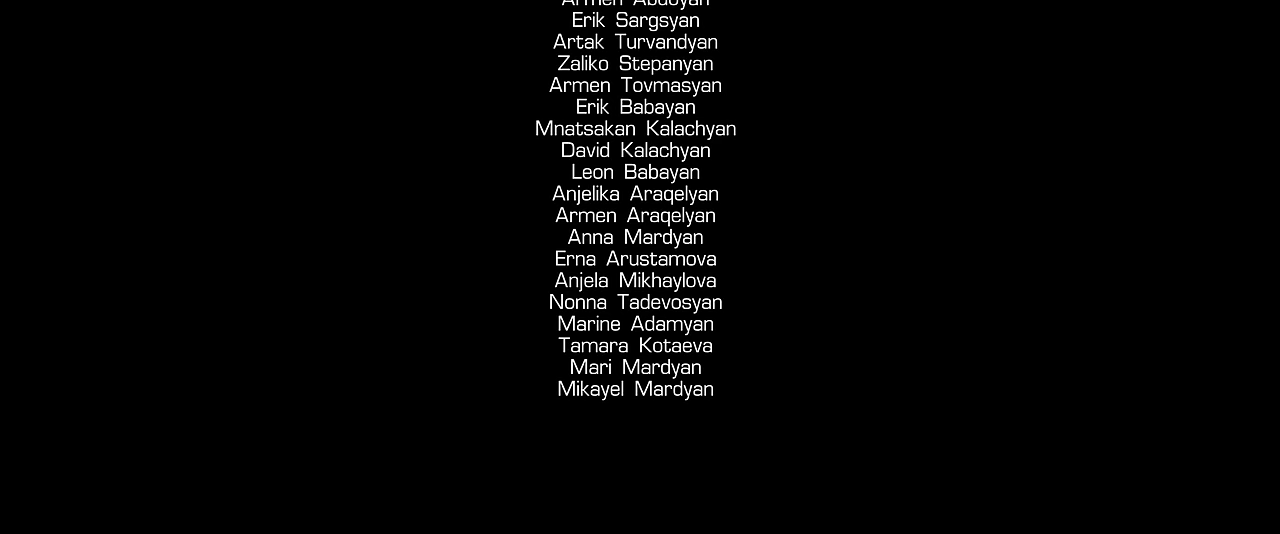 Armen
Erik Sargsyan
Artak Turvandyan
Zaliko Stepanyan
Armen Tovmasyan
Erik Babayan
Mnatsakan Kalachyan
David Kalachyan
Leon Babayan
Anjelika Araqelyan
Armen Araqelyan
Anna Mardyan
Erna Arustamova
Anjela Mikhaylova
Nonna Tadevosyan
Marine Adamyan
Tamara Kotaeva
Mari Mardyan
Mikayel Mardyan